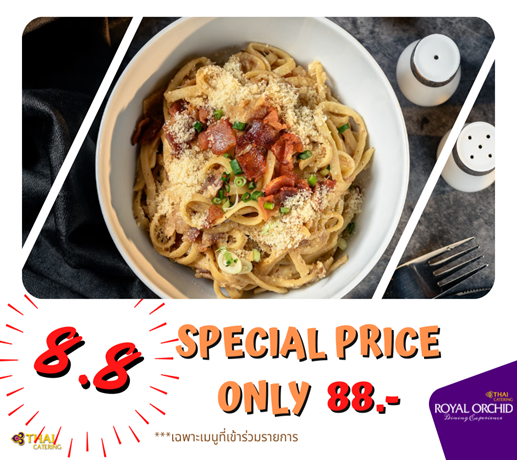 8.8
SPECIAL PRICE
ONLY 88.-
***เฉพาะเมนูที่เข้าร่วมรายการ
THAI
CATERING
THAI
CATERING
ROYAL ORCHID
Dining Experience